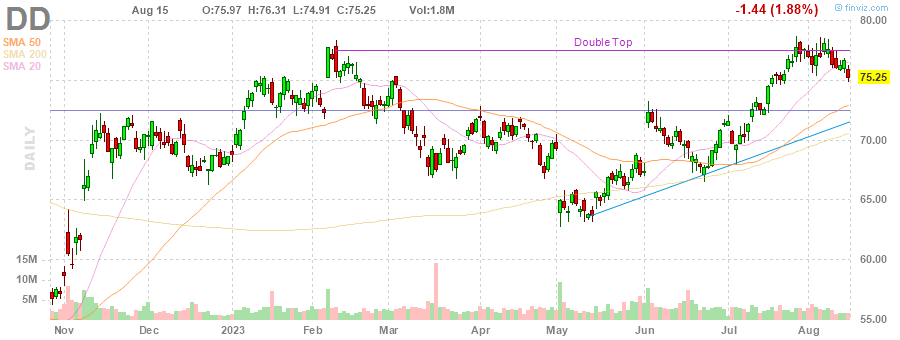 DD
Aug 15 O:75.97 H:76.31 L:74.91 C:75.25 Vol:1.8M
-1.44 (1.88%)
© finviz.com
SMA 50
SMA 200
SMA 20
DAILY
Double Top
80.00
75.25
70.00
65.00
60.00
55.00
15M
10M
5M
Nov Dec 2023 Feb Mar Apr May Jun Jul Aug